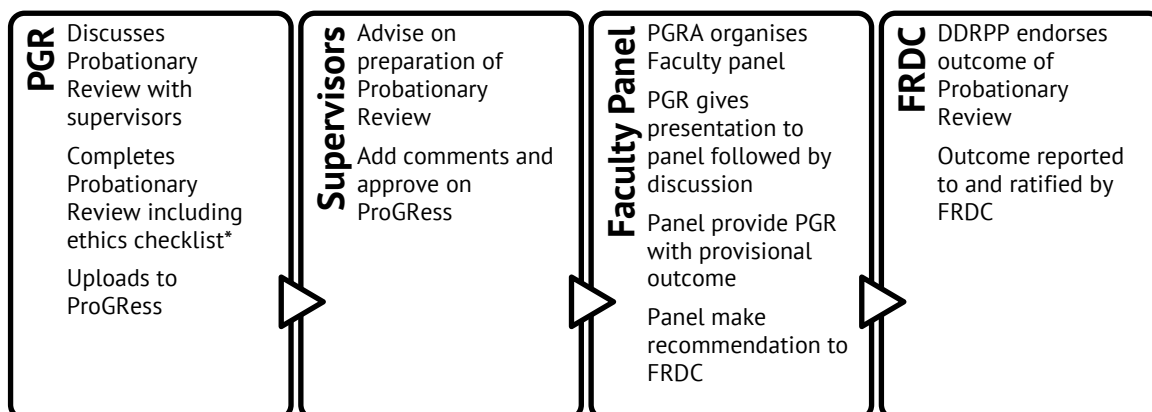 PGR
Discusses
Probationary
Review with
supervisors
Completes
Probationary
Review including
ethics checklist*
Uploads to
ProGRess
Supervisors
Advise on
preparation of
Probationary
Review
Add comments and
approve on
ProGRess
Faculty Panel
PGRA organises
Faculty panel
PGR gives
presentation to
panel followed by
discussion
Panel provide PGR
with provisional
outcome
Panel make
recommendation to
FRDC
FRDC
DDRPP endorses
outcome of
Probationary
Review
Outcome reported
to and ratified by
FRDC